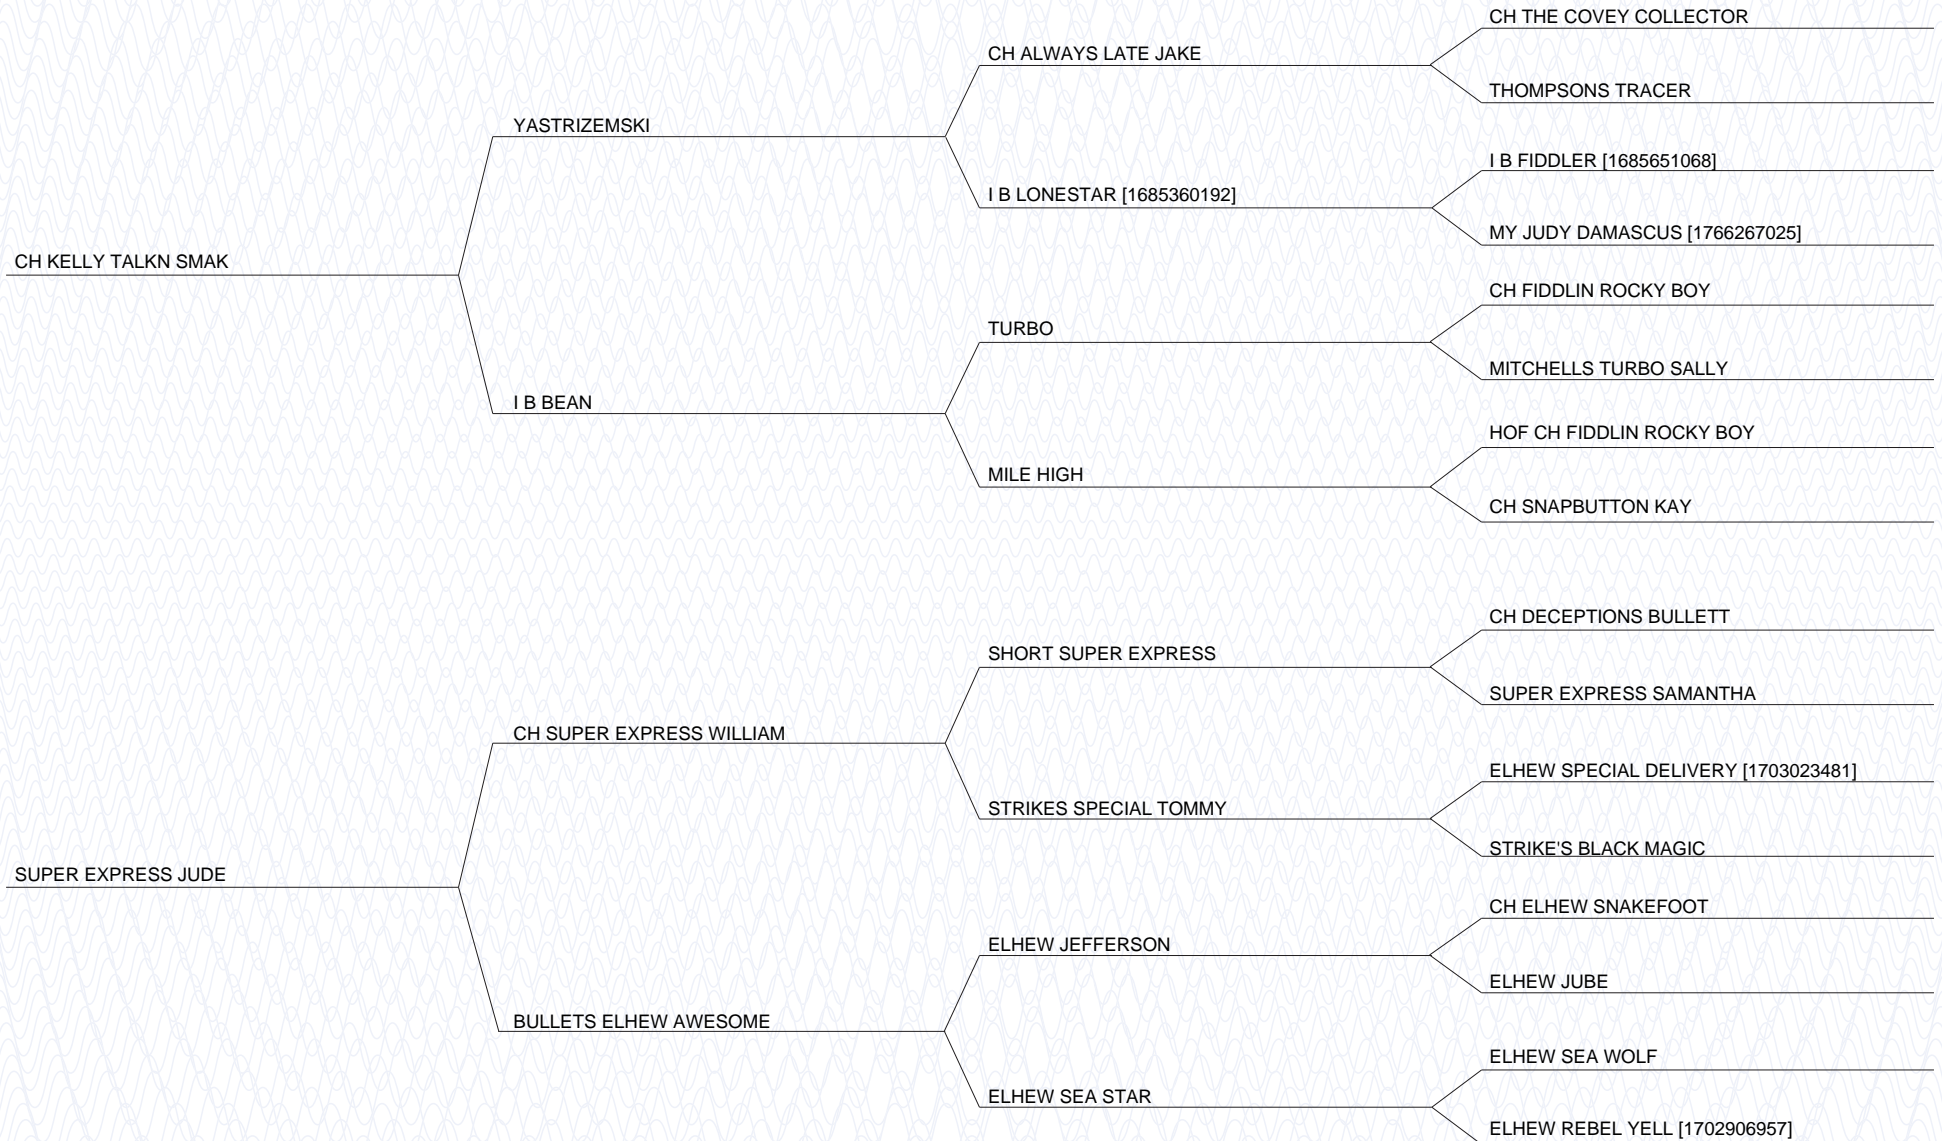 CH THE COVEY COLLECTOR
CH ALWAYS LATE JAKE
THOMPSONS TRACER
YASTRIZEMSKI
I B FIDDLER [1685651068]
I B LONESTAR [1685360192]
MY JUDY DAMASCUS [1766267025]
CH KELLY TALKN SMAK
CH FIDDLIN ROCKY BOY
TURBO
MITCHELLS TURBO SALLY
I B BEAN
HOF CH FIDDLIN ROCKY BOY
MILE HIGH
CH SNAPBUTTON KAY
CH DECEPTIONS BULLETT
SHORT SUPER EXPRESS
SUPER EXPRESS SAMANTHA
CH SUPER EXPRESS WILLIAM
ELHEW SPECIAL DELIVERY [1703023481]
STRIKES SPECIAL TOMMY
STRIKE'S BLACK MAGIC
SUPER EXPRESS JUDE
CH ELHEW SNAKEFOOT
ELHEW JEFFERSON
ELHEW JUBE
BULLETS ELHEW AWESOME
ELHEW SEA WOLF
ELHEW SEA STAR
ELHEW REBEL YELL [1702906957]